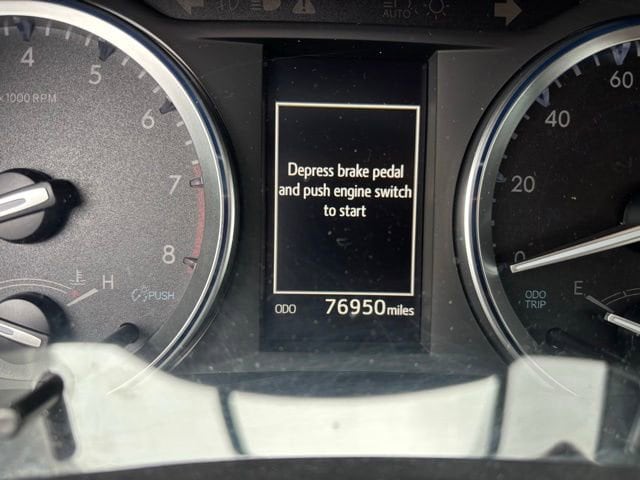 AUTO
4
5
x1000 RPM
6
7
8
H
PUSH
Depress brake pedal
and push engine switch
to start
ODO 76950 miles
60
40
20
0
ODO
TRIP
E